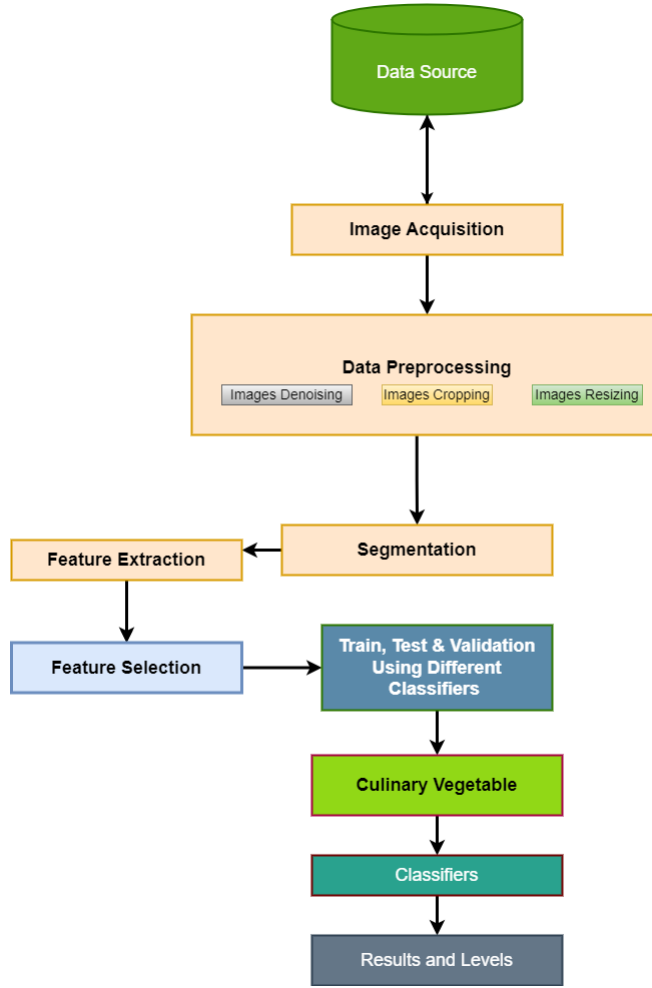 Data Source
Image Acquisition
Data Preprocessing
Images Denoising
Images Cropping
Images Resizing
Segmentation
Feature Extraction
Feature Selection
Train, Test & Validation
Using Different
Classifiers
Culinary Vegetable
Classifiers
Results and Levels